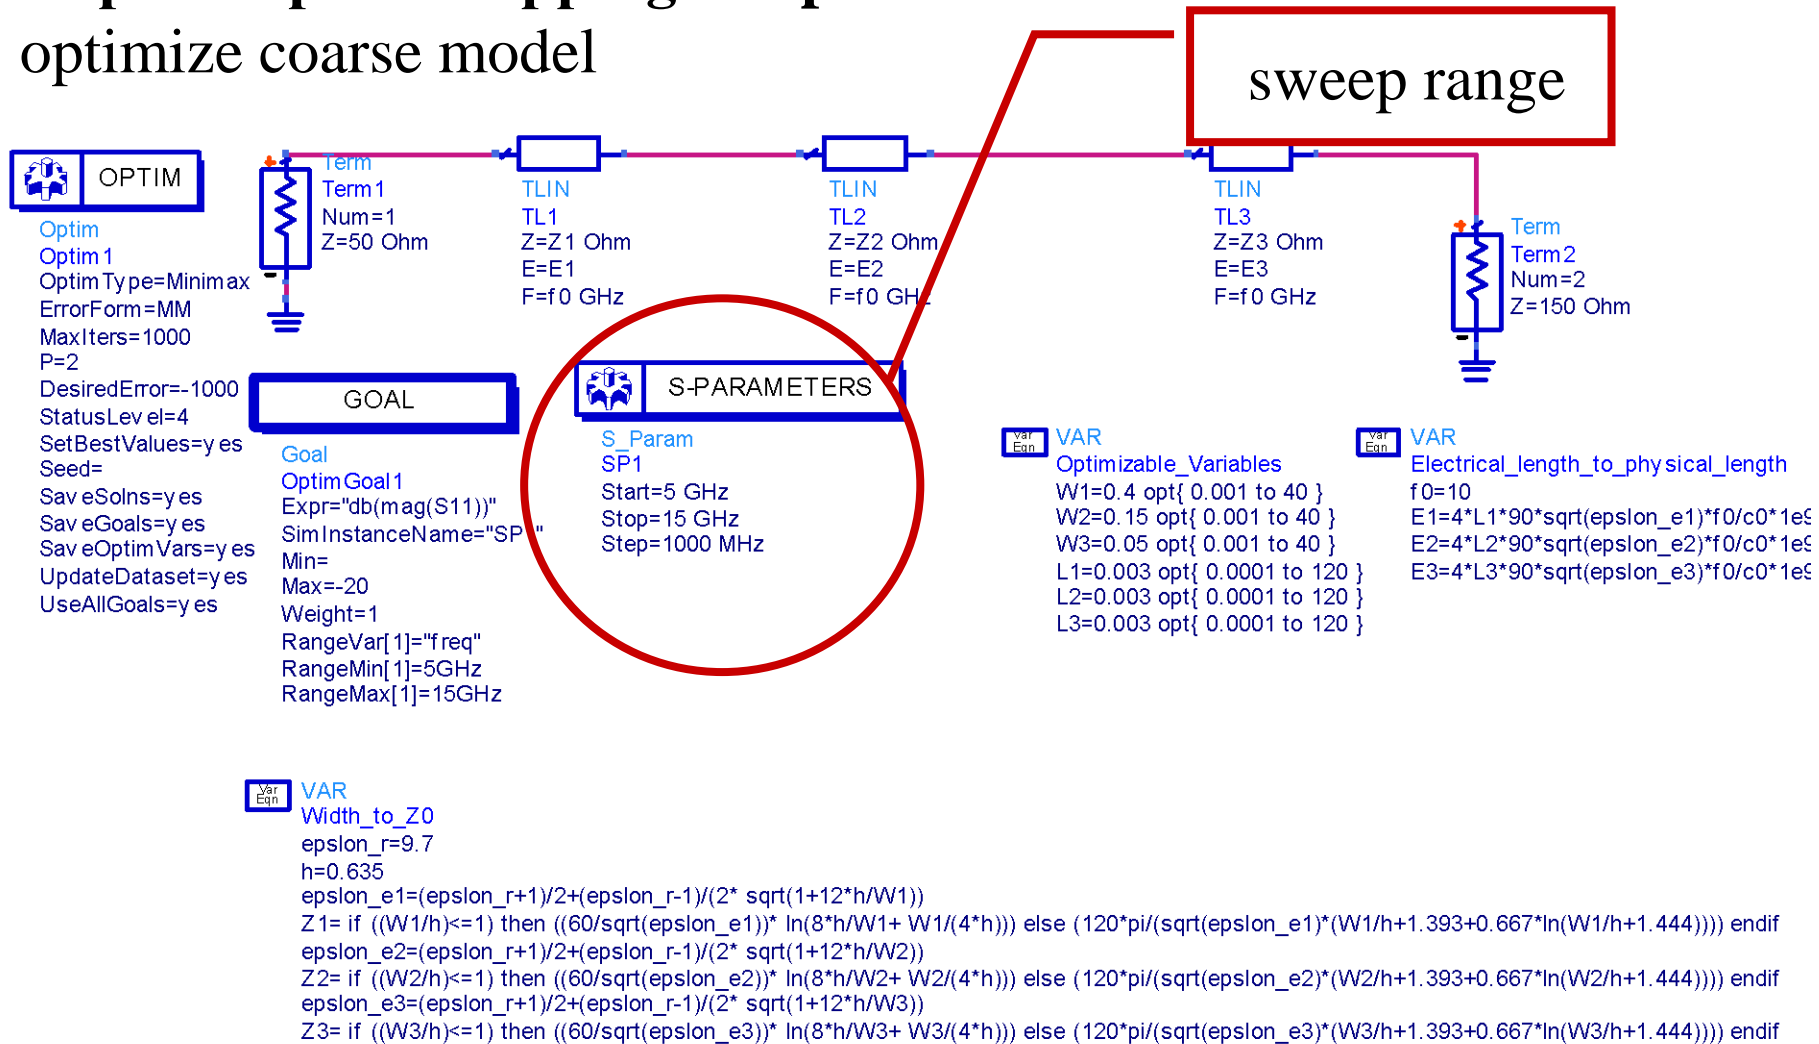 optimize coarse model
sweep range
OPTIM
Optim
Optim1
OptimType=Minimax
ErrorForm=MM
MaxIters=1000
P=2
DesiredError=-1000
StatusLevel=4
SetBestValues=yes
Seed=
SaveSolns=yes
SaveGoals=yes
SaveOptimVars=yes
UpdateDataset=yes
UseAllGoals=yes
Term
Term1
Num=1
Z=50 Ohm
TLIN
TL1
Z=Z1 Ohm
E=E1
F=f0 GHz
TLIN
TL2
Z=Z2 Ohm
E=E2
F=f0 GHz
TLIN
TL3
Z=Z3 Ohm
E=E3
F=f0 GHz
Term
Term2
Num=2
Z=150 Ohm
GOAL
Goal
OptimGoal1
Expr="db(mag(S11))"
SimInstanceName="SP1"
Min=
Max=-20
Weight=1
RangeVar[1]="freq"
RangeMin[1]=5GHz
RangeMax[1]=15GHz
S-PARAMETERS
S_Param
SP1
Start=5 GHz
Stop=15 GHz
Step=1000 MHz
Var
Eqn
VAR
Optimizable_Variables
W1=0.4 opt{ 0.001 to 40 }
W2=0.15 opt{ 0.001 to 40 }
W3=0.05 opt{ 0.001 to 40 }
L1=0.003 opt{ 0.0001 to 120 }
L2=0.003 opt{ 0.0001 to 120 }
L3=0.003 opt{ 0.0001 to 120 }
Var
Eqn
VAR
Electrical_length_to_physical_length
f0=10
E1=4*L1*90*sqrt(epslon_e1)*f0/c0*1e9
E2=4*L2*90*sqrt(epslon_e2)*f0/c0*1e9
E3=4*L3*90*sqrt(epslon_e3)*f0/c0*1e9
Var
Eqn
VAR
Width_to_Z0
epslon_r=9.7
h=0.635
epslon_e1=(epslon_r+1)/2+(epslon_r-1)/(2* sqrt(1+12*h/W1))
Z1= if ((W1/h)<=1) then ((60/sqrt(epslon_e1))* ln(8*h/W1+ W1/(4*h))) else (120*pi/(sqrt(epslon_e1)*(W1/h+1.393+0.667*ln(W1/h+1.444)))) endif
epslon_e2=(epslon_r+1)/2+(epslon_r-1)/(2* sqrt(1+12*h/W2))
Z2= if ((W2/h)<=1) then ((60/sqrt(epslon_e2))* ln(8*h/W2+ W2/(4*h))) else (120*pi/(sqrt(epslon_e2)*(W2/h+1.393+0.667*ln(W2/h+1.444)))) endif
epslon_e3=(epslon_r+1)/2+(epslon_r-1)/(2* sqrt(1+12*h/W3))
Z3= if ((W3/h)<=1) then ((60/sqrt(epslon_e3))* ln(8*h/W3+ W3/(4*h))) else (120*pi/(sqrt(epslon_e3)*(W3/h+1.393+0.667*ln(W3/h+1.444)))) endif